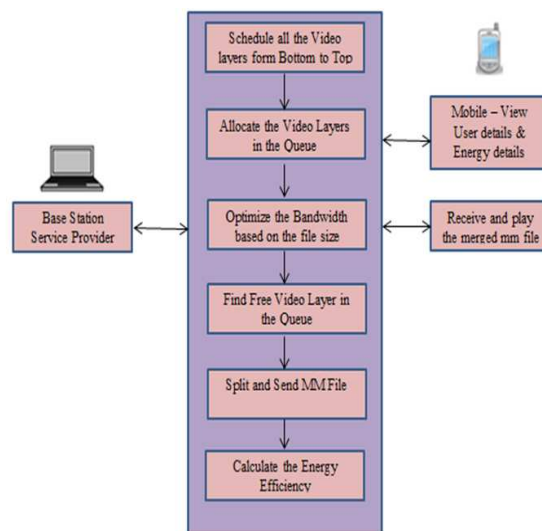 Schedule all the Video
layers form Bottom to Top
Allocate the Video Layers
in the Queue
Mobile – View
User details &
Energy details
Base Station
Service Provider
Optimize the Bandwidth
based on the file size
Receive and play
the merged mm file
Find Free Video Layer in
the Queue
Split and Send MM File
Calculate the Energy
Efficiency